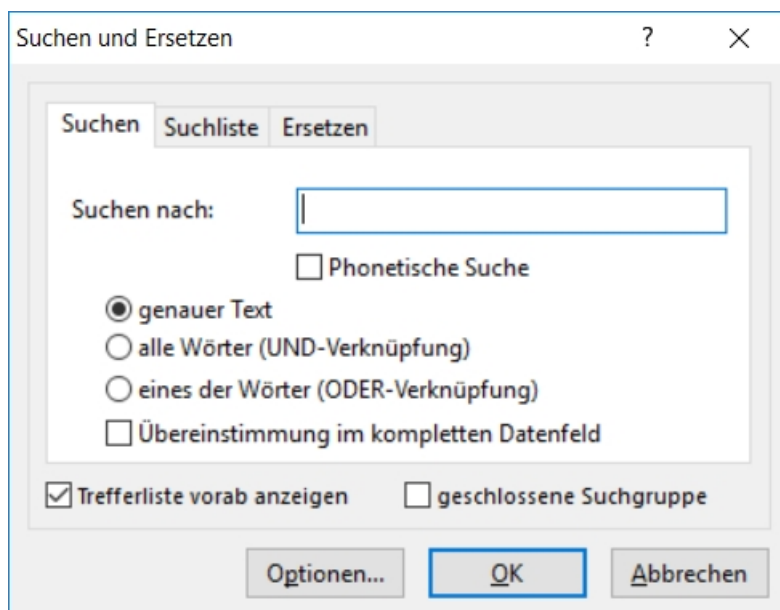 Suchen und Ersetzen ?
Suchen Suchliste Ersetzen
Suchen nach:
Phonetische Suche
genauer Text
alle Wörter (UND-Verknüpfung)
eines der Wörter (ODER-Verknüpfung)
Übereinstimmung im kompletten Datenfeld
Trefferliste vorab anzeigen geschlossene Suchgruppe
Optionen... OK Abbrechen